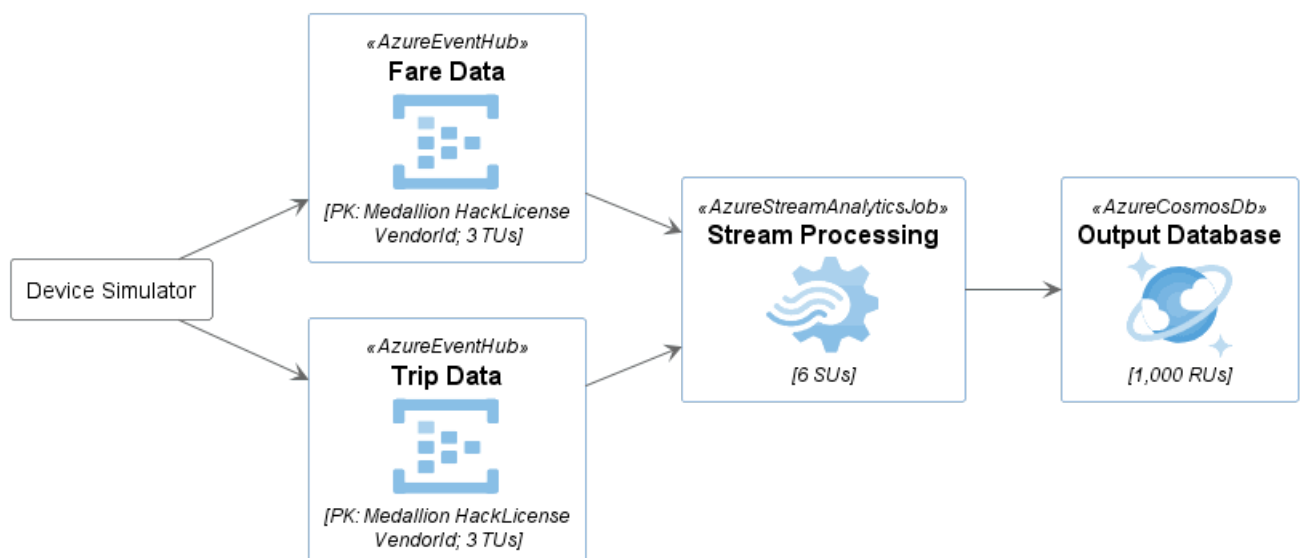 «AzureEventHub»
Fare Data
[PK: Medallion HackLicense
VendorId; 3 TUs]
Device Simulator
«AzureEventHub»
Trip Data
[PK: Medallion HackLicense
VendorId; 3 TUs]
«AzureStreamAnalyticsJob»
Stream Processing
[6 SUs]
«AzureCosmosDb»
Output Database
[1,000 RUs]